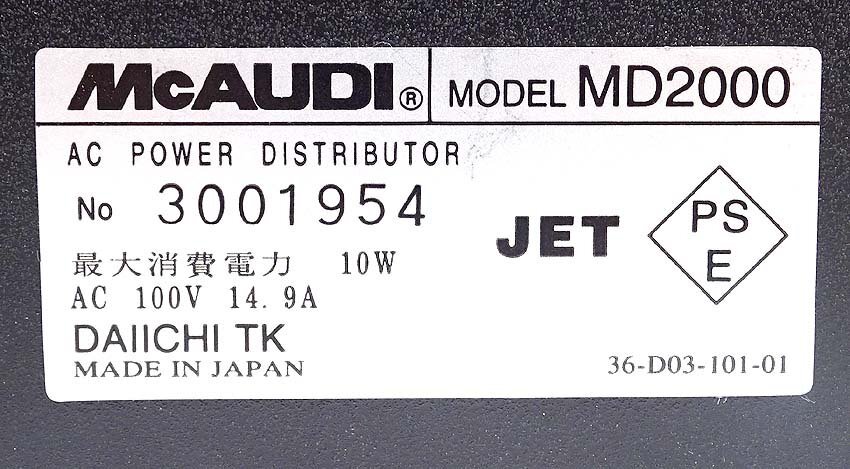 McAUDI® MODEL MD2000
AC POWER DISTRIBUTOR
No 3001954
JET
PS
E
最大消費電力 10W
AC 100V 14.9A
DAIICHI TK
MADE IN JAPAN
36-D03-101-01